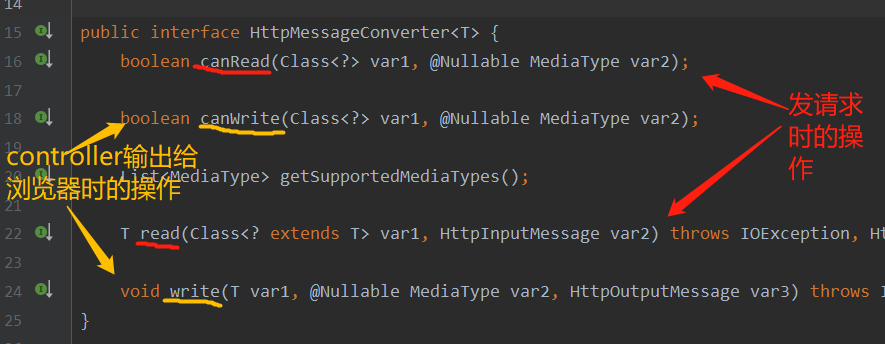 14
15 public interface HttpMessageConverter<T> {
16 boolean canRead(Class<?> var1, @Nullable MediaType var2);
17
18 boolean canWrite(Class<?> var1, @Nullable MediaType var2);
19
20 List<MediaType> getSupportedMediaTypes();
21
22 T read(Class<? extends T> var1, HttpInputMessage var2) throws IOException, Ht
23
24 void write(T var1, @Nullable MediaType var2, HttpOutputMessage var3) throws I
25 }
发请求
时的操
作
controller输出给
浏览器时的操作